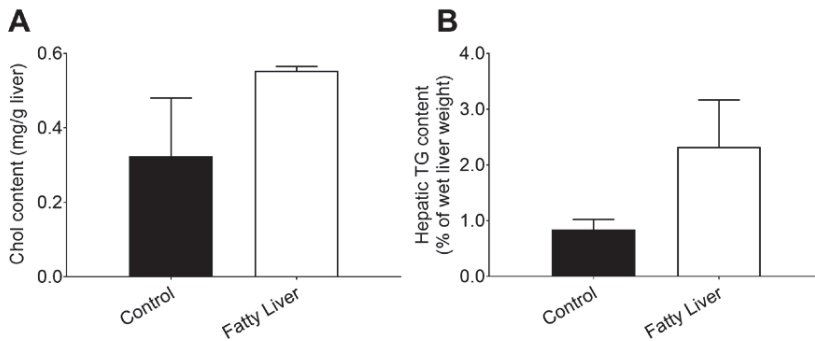 A
Chol content (mg/g liver)
0.6
0.4
0.2
0.0
Control
Fatty Liver
B
Hepatic TG content
(% of wet liver weight)
4.0
3.0
2.0
1.0
0.0
Control
Fatty Liver